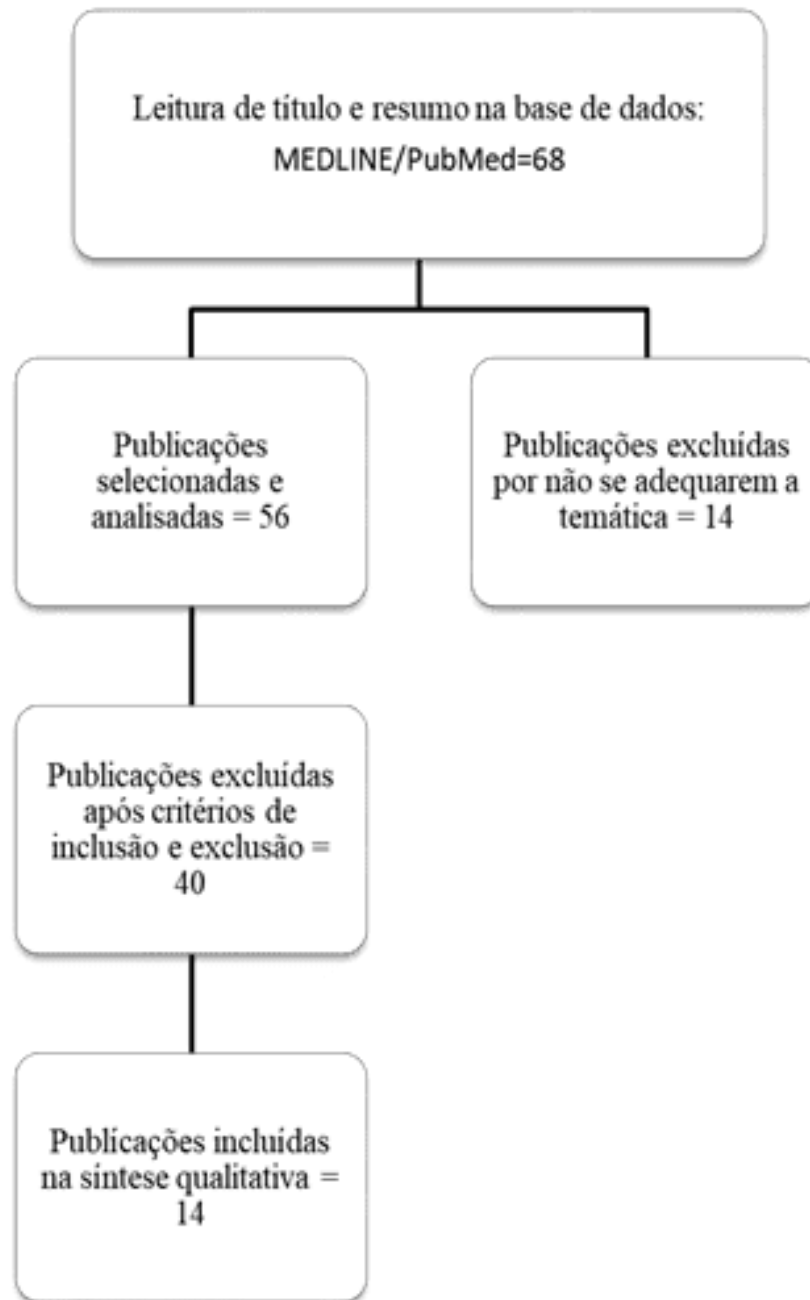 Leitura de título e resumo na base de dados:
MEDLINE/PubMed=68
Publicações
selecionadas e
analisadas = 56
Publicações excluídas
por não se adequarem a
temática = 14
Publicações excluídas
após critérios de
inclusão e exclusão =
40
Publicações incluídas
na síntese qualitativa =
14